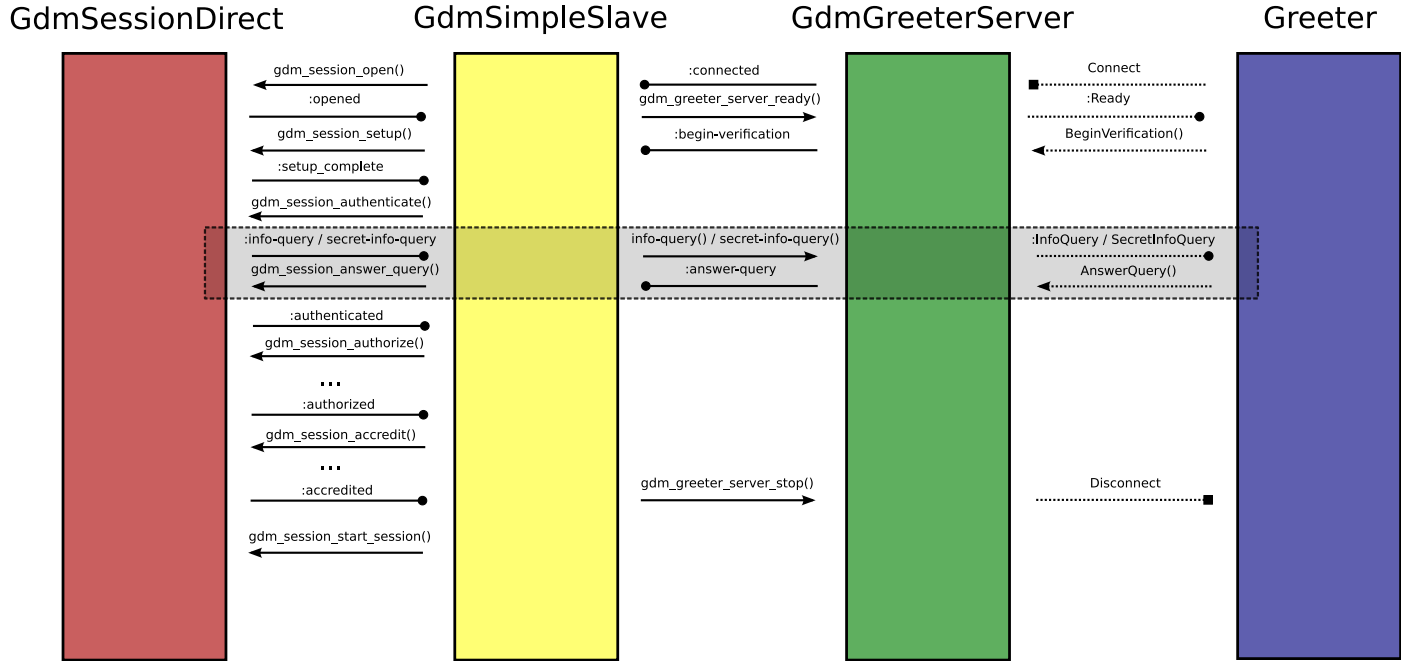 GdmSessionDirect
GdmSimpleSlave
GdmGreeterServer
Greeter
gdm_session_open()
:connected
Connect
:opened
gdm_greeter_server_ready()
:Ready
gdm_session_setup()
:begin-verification
BeginVerification()
:setup_complete
gdm_session_authenticate()
:info-query / secret-info-query
info-query() / secret-info-query()
:InfoQuery / SecretInfoQuery
gdm_session_answer_query()
:answer-query
AnswerQuery()
:authenticated
gdm_session_authorize()
...
:authorized
gdm_session_accredit()
...
:accredited
gdm_greeter_server_stop()
Disconnect
gdm_session_start_session()